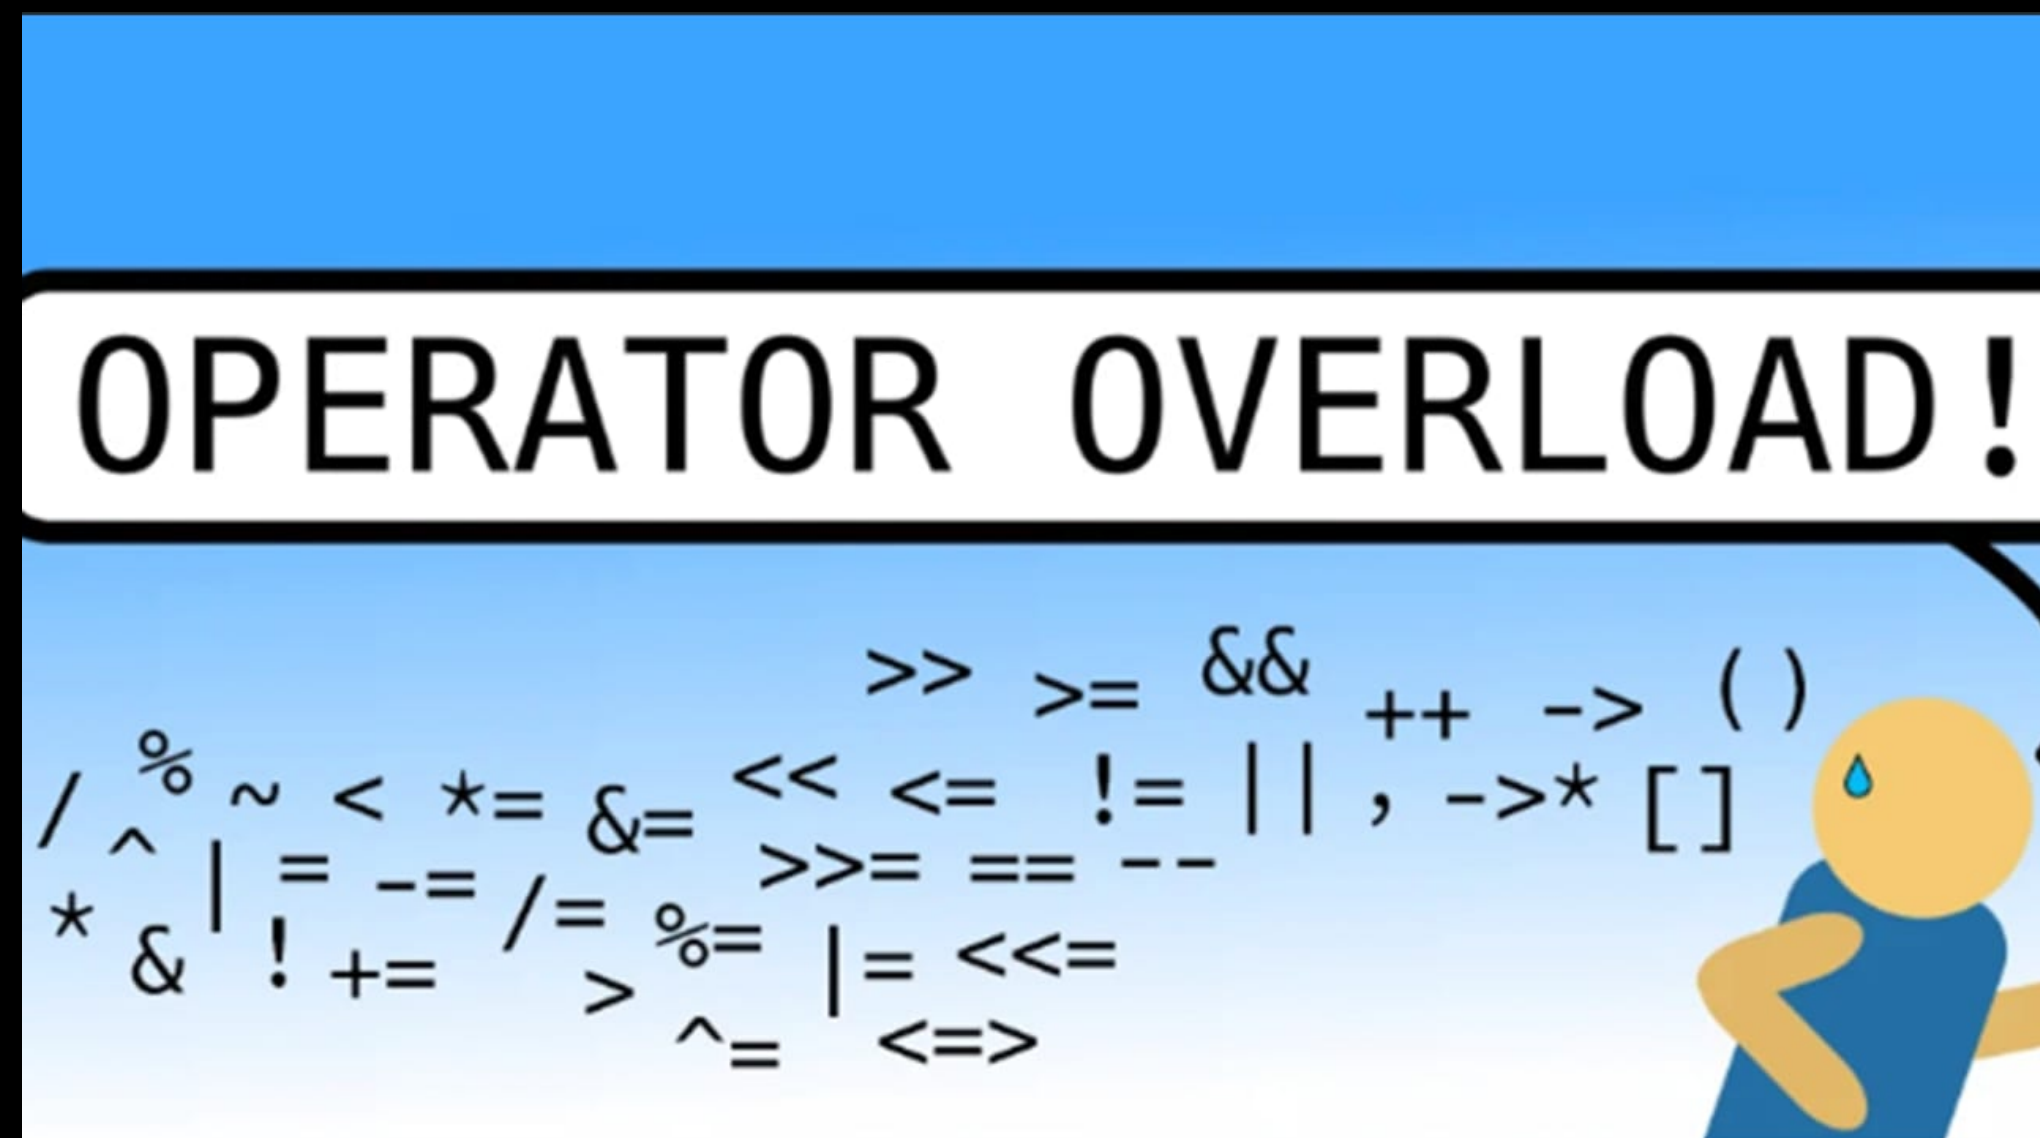 OPERATOR OVERLOAD!
>> >= && ++ -> ()
/ % ~ < *= &= << <= != || , ->* []
^ | = -= /= >>= == --
* & ! += > %= |= <<=
^= <=>